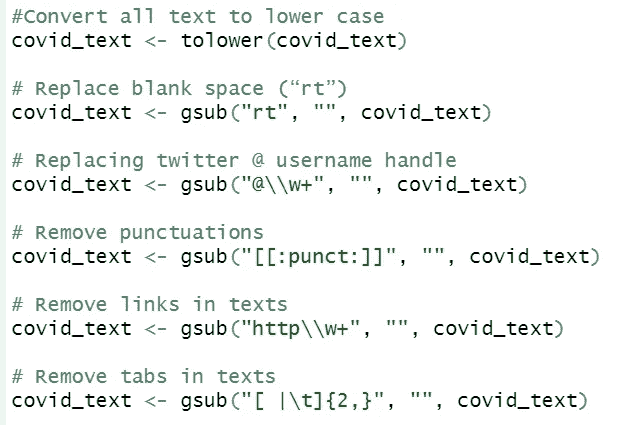 #Convert all text to lower case
covid_text <- tolower(covid_text)
# Replace blank space (“rt”)
covid_text <- gsub("rt", "", covid_text)
# Replacing twitter @ username handle
covid_text <- gsub("@\\w+", "", covid_text)
# Remove punctuations
covid_text <- gsub("[[:punct:]]", "", covid_text)
# Remove links in texts
covid_text <- gsub("http\\w+", "", covid_text)
# Remove tabs in texts
covid_text <- gsub("[ |\t]{2,}", "", covid_text)